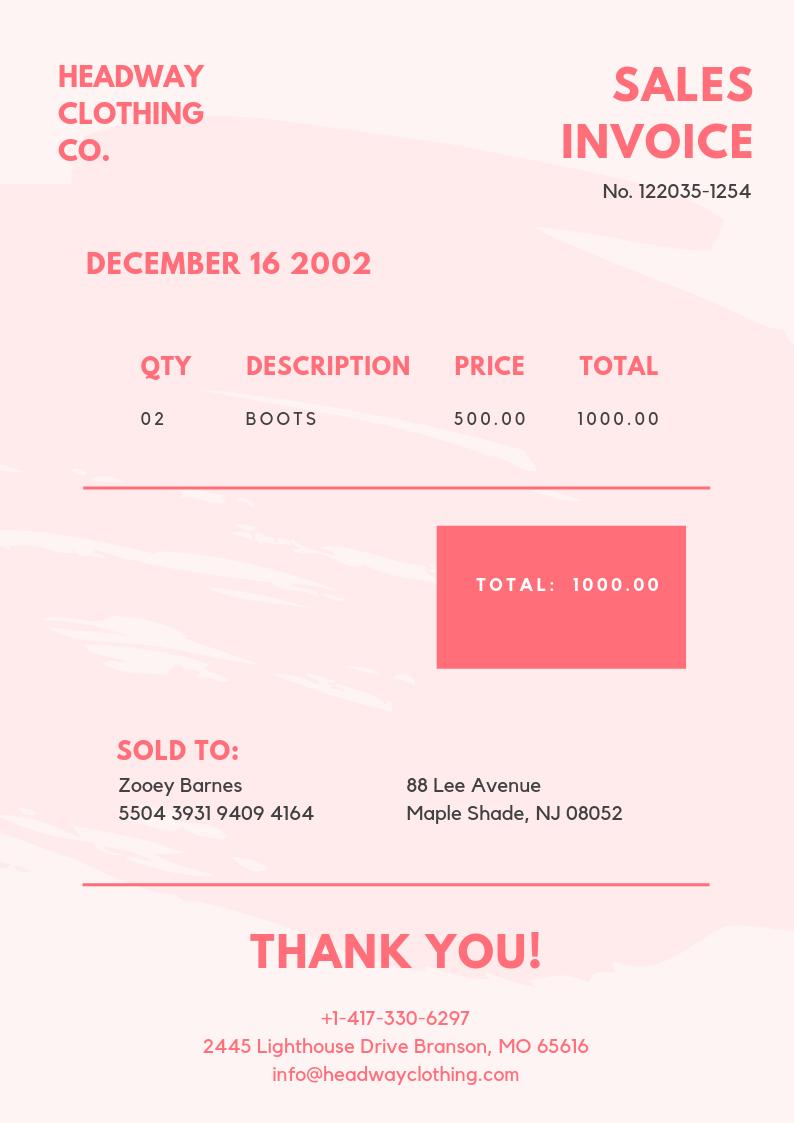 HEADWAY
CLOTHING
CO.
SALES
INVOICE
No. 122035-1254
DECEMBER 16 2002
QTY DESCRIPTION PRICE TOTAL
02 BOOTS 500.00 1000.00
TOTAL: 1000.00
SOLD TO:
Zooey Barnes 88 Lee Avenue
5504 3931 9409 4164 Maple Shade, NJ 08052
THANK YOU!
+1-417-330-6297
2445 Lighthouse Drive Branson, MO 65616
info@headwayclothing.com